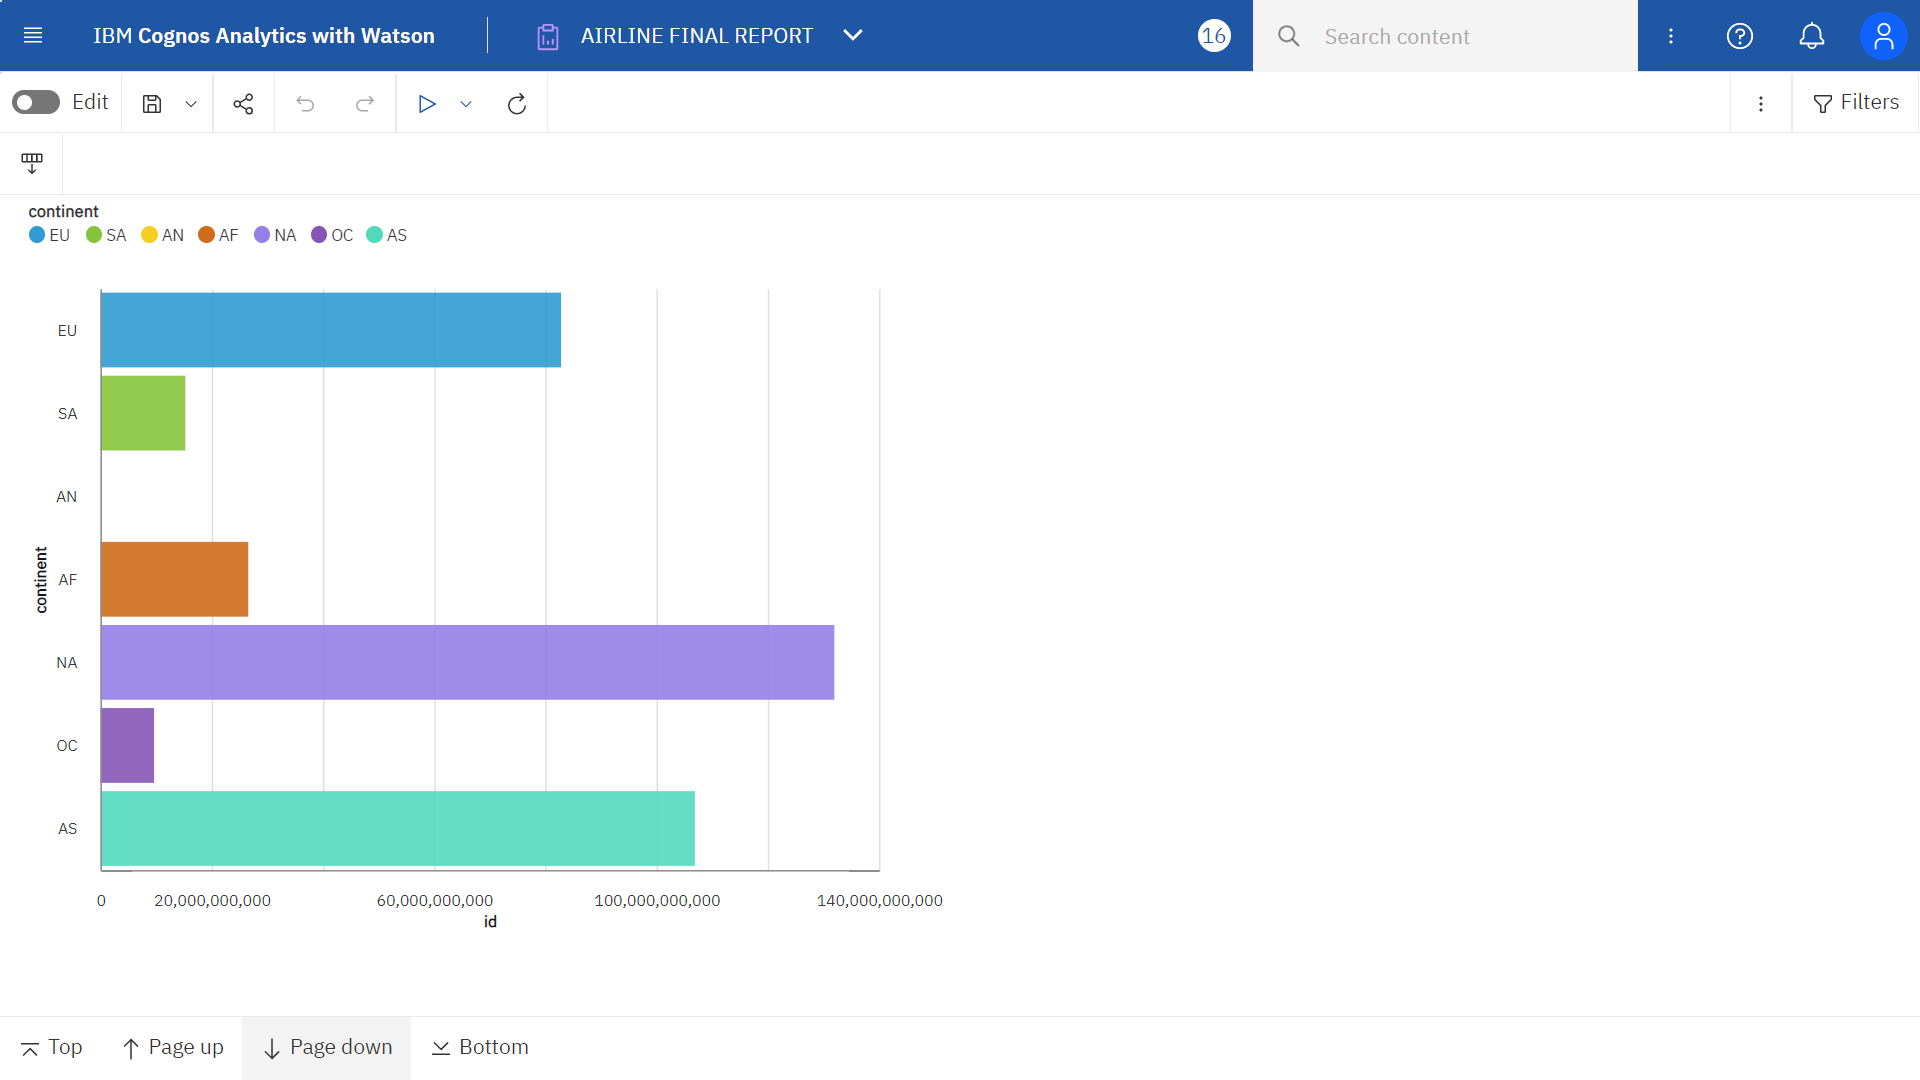 IBM Cognos Analytics with Watson
AIRLINE FINAL REPORT
16
Search content
Edit
Filters
continent
EU SA AN AF NA OC AS
EU
SA
AN
AF
NA
OC
AS
continent
0 20,000,000,000 60,000,000,000 100,000,000,000 140,000,000,000
id
Top Page up Page down Bottom